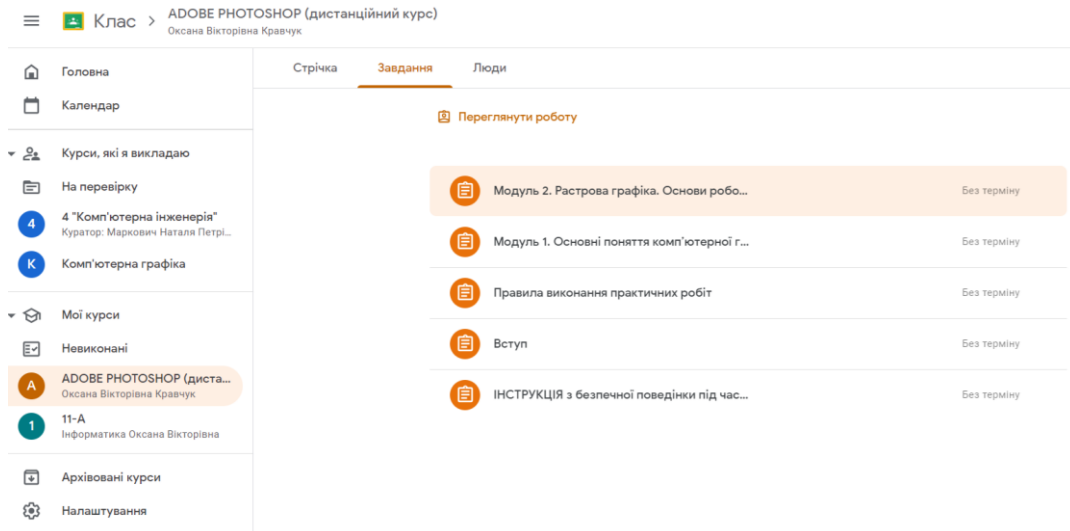 Клас > ADOBE PHOTOSHOP (дистанційний курс)
Оксана Вікторівна Кравчук
Головна
Календар
Курси, які я викладаю
На перевірку
4
4 "Комп'ютерна інженерія"
Куратор: Маркович Наталя Петрі...
К
Комп'ютерна графіка
Мої курси
Невиконані
A
ADOBE PHOTOSHOP (диста...
Оксана Вікторівна Кравчук
1
11-А
Інформатика Оксана Вікторівна
Архівовані курси
Налаштування
Стрічка Завдання Люди
Переглянути роботу
Модуль 2. Растрова графіка. Основи робо... Без терміну
Модуль 1. Основні поняття комп'ютерної г... Без терміну
Правила виконання практичних робіт Без терміну
Вступ Без терміну
ІНСТРУКЦІЯ з безпечної поведінки під час... Без терміну